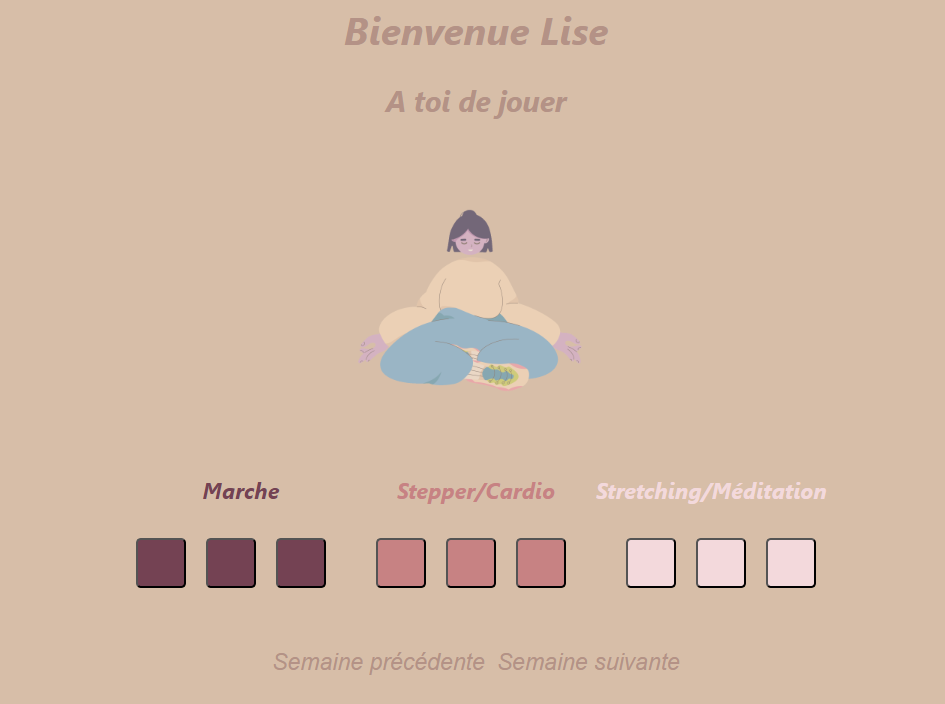 Bienvenue Lise
A toi de jouer
Marche
Stepper/Cardio
Stretching/Méditation
Semaine précédente Semaine suivante